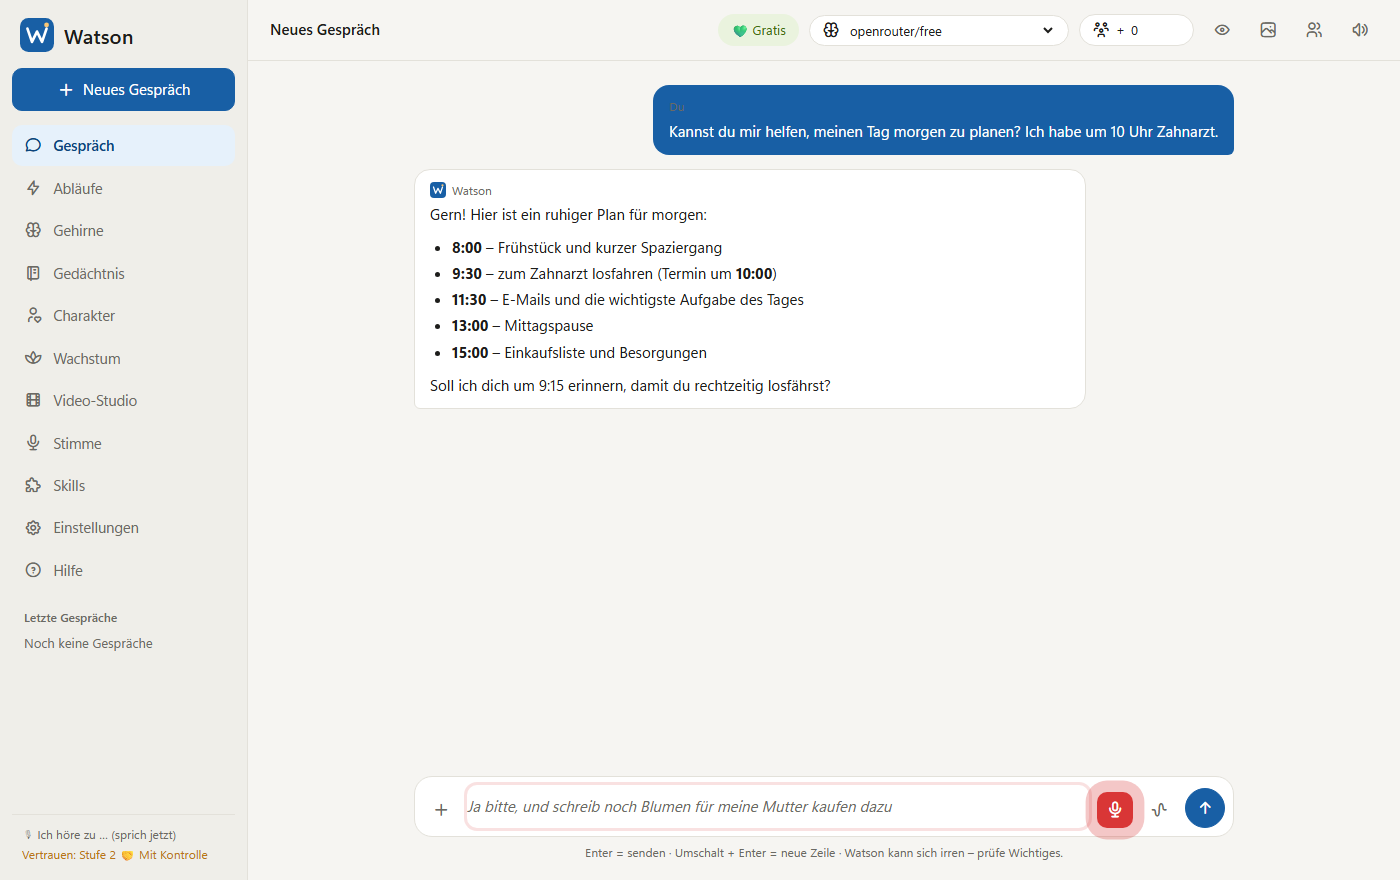 Watson
Neues Gespräch
Gespräch
Abläufe
Gehirne
Gedächtnis
Charakter
Wachstum
Video-Studio
Stimme
Skills
Einstellungen
Hilfe
Letzte Gespräche
Noch keine Gespräche
Ich höre zu ... (sprich jetzt)
Vertrauen: Stufe 2 🤝 Mit Kontrolle
Neues Gespräch
💚 Gratis
openrouter/free
+ 0
Du
Kannst du mir helfen, meinen Tag morgen zu planen? Ich habe um 10 Uhr Zahnarzt.
Watson
Gern! Hier ist ein ruhiger Plan für morgen:
• 8:00 – Frühstück und kurzer Spaziergang
• 9:30 – zum Zahnarzt losfahren (Termin um 10:00)
• 11:30 – E-Mails und die wichtigste Aufgabe des Tages
• 13:00 – Mittagspause
• 15:00 – Einkaufsliste und Besorgungen
Soll ich dich um 9:15 erinnern, damit du rechtzeitig losfährst?
Ja bitte, und schreib noch Blumen für meine Mutter kaufen dazu
Enter = senden · Umschalt + Enter = neue Zeile · Watson kann sich irren – prüfe Wichtiges.